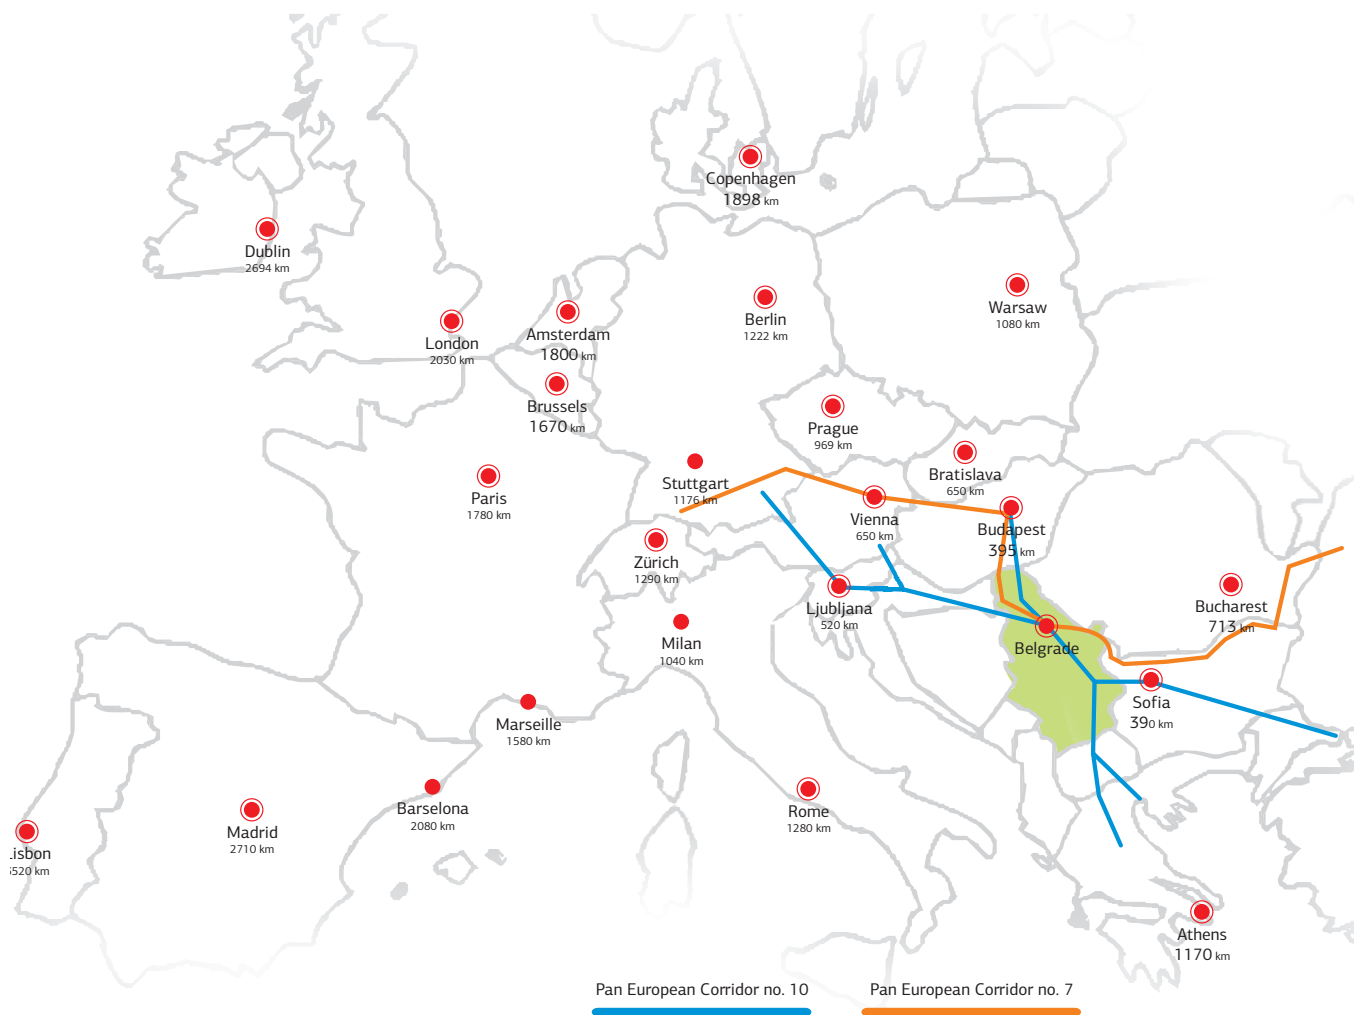 Copenhagen
1898 km
Dublin
2694 km
Warsaw
1080 km
Berlin
1222 km
Amsterdam
1800 km
London
2030 km
Brussels
1670 km
Prague
969 km
Bratislava
650 km
Stuttgart
1176 km
Paris
1780 km
Vienna
650 km
Budapest
395 km
Zürich
1290 km
Ljubljana
520 km
Bucharest
713 km
Milan
1040 km
Belgrade
Sofia
390 km
Marseille
1580 km
Barselona
2080 km
Rome
1280 km
Madrid
2710 km
Lisbon
520 km
Athens
1170 km
Pan European Corridor no. 10
Pan European Corridor no. 7